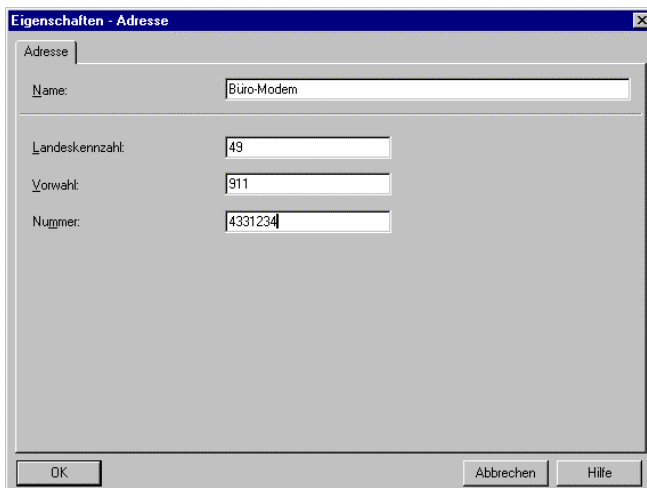 Eigenschaften - Adresse
Adresse
Name: Büro-Modem
Landeskennzahl: 49
Vorwahl: 911
Nummer: 4331234
OK Abbrechen Hilfe